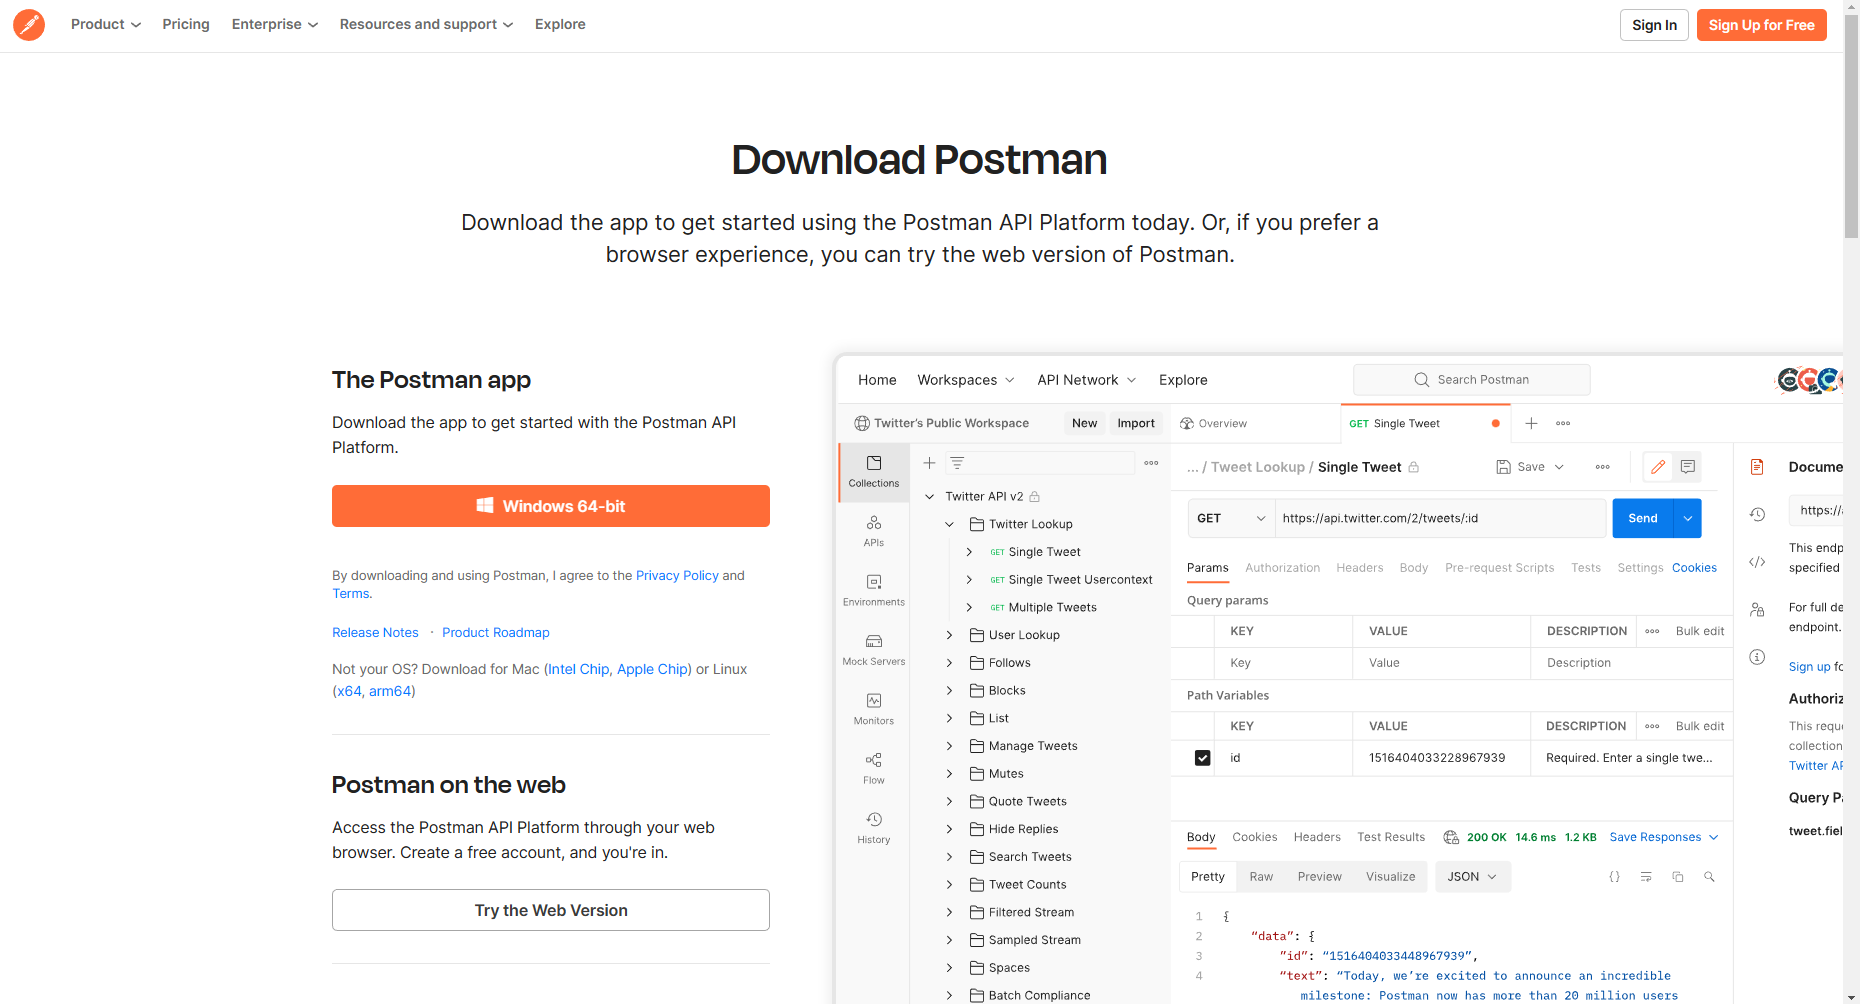 Product
Pricing
Enterprise
Resources and support
Explore
Sign In
Sign Up for Free
Download Postman
Download the app to get started using the Postman API Platform today. Or, if you prefer a
browser experience, you can try the web version of Postman.
The Postman app
Download the app to get started with the Postman API
Platform.
Windows 64-bit
By downloading and using Postman, I agree to the Privacy Policy and
Terms.
Release Notes · Product Roadmap
Not your OS? Download for Mac (Intel Chip, Apple Chip) or Linux
(x64, arm64)
Postman on the web
Access the Postman API Platform through your web
browser. Create a free account, and you're in.
Try the Web Version
Home
Workspaces
API Network
Explore
Search Postman
Twitter's Public Workspace
New
Import
Overview
GET Single Tweet
Collections
APIs
Environments
Mock Servers
Monitors
Flow
History
Twitter API v2
Twitter Lookup
GET Single Tweet
GET Single Tweet Usercontext
GET Multiple Tweets
User Lookup
Follows
Blocks
List
Manage Tweets
Mutes
Quote Tweets
Hide Replies
Search Tweets
Tweet Counts
Filtered Stream
Sampled Stream
Spaces
Batch Compliance
... / Tweet Lookup / Single Tweet
Save
GET
https://api.twitter.com/2/tweets/:id
Send
Params
Authorization
Headers
Body
Pre-request Scripts
Tests
Settings
Cookies
Query params
KEY
VALUE
DESCRIPTION
Bulk edit
Key
Value
Description
Path Variables
KEY
VALUE
DESCRIPTION
Bulk edit
id
1516404033228967939
Required. Enter a single twe...
Body
Cookies
Headers
Test Results
200 OK
14.6 ms
1.2 KB
Save Responses
Pretty
Raw
Preview
Visualize
JSON
1 {
2 “data”: {
3 “id”: “1516404033448967939”,
4 “text”: “Today, we’re excited to announce an incredible
milestone: Postman now has more than 20 million users
Docume
https://
This endp
specified
For full de
endpoint.
Sign up fo
Authoriz
This requ
collection
Twitter AP
Query Pa
tweet.fiel